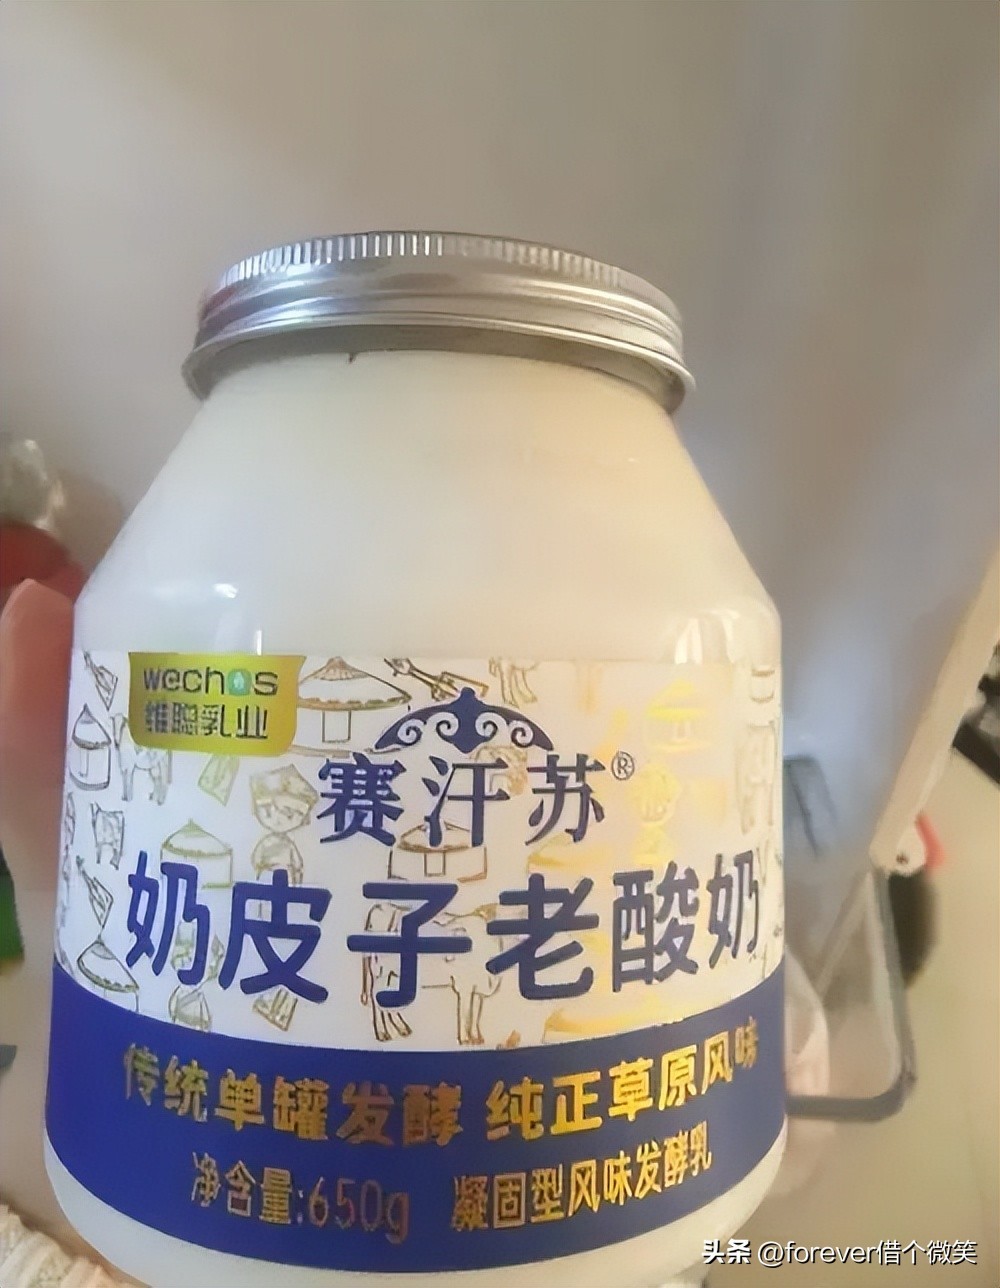 wechos
维聪乳业
赛汗苏®
奶皮子老酸奶
传统单罐发酵 纯正草原风味
净含量:650g 凝固型风味发酵乳
头条 @forever借个微笑